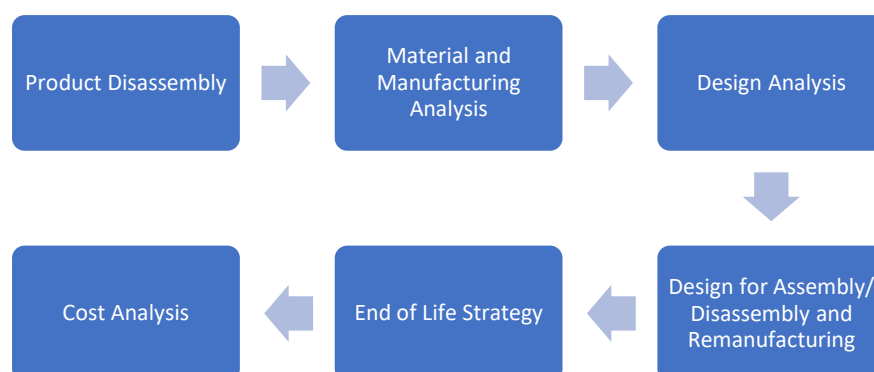 Product Disassembly
Material and
Manufacturing
Analysis
Design Analysis
Design for Assembly/
Disassembly and
Remanufacturing
End of Life Strategy
Cost Analysis